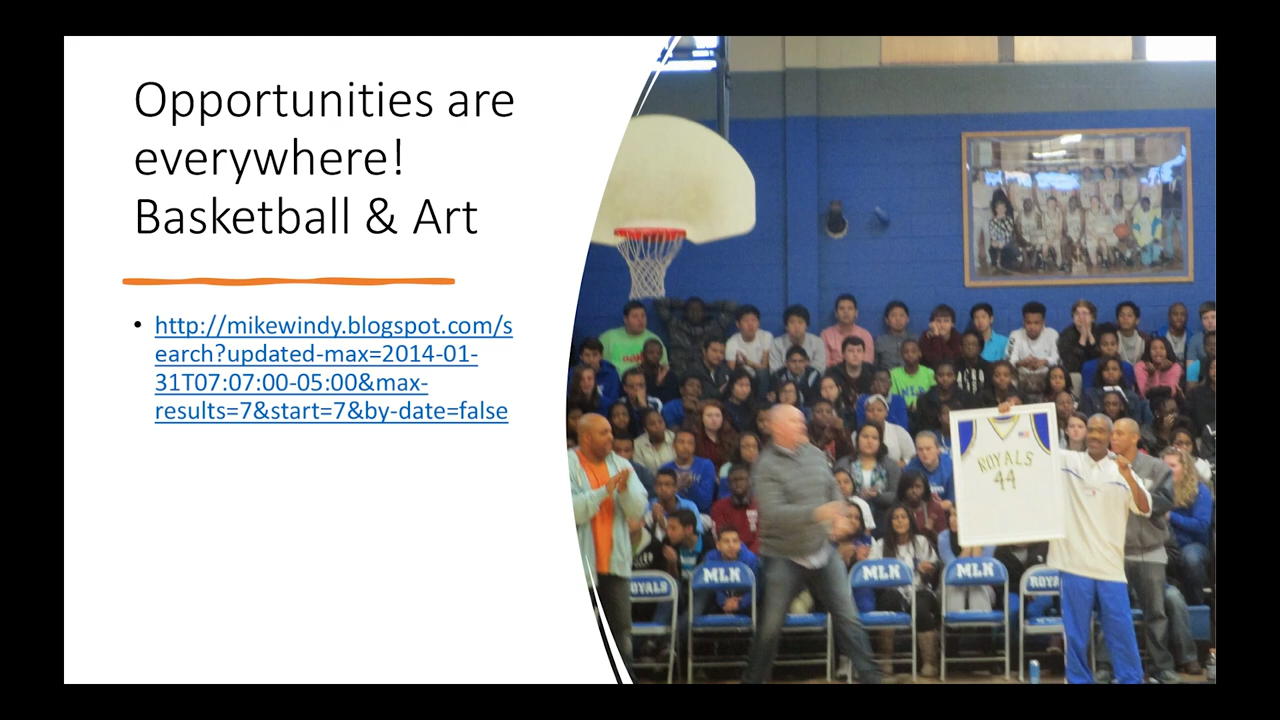 Opportunities are
everywhere!
Basketball & Art
• http://mikewindy.blogspot.com/s
earch?updated-max=2014-01-
31T07:07:00-05:00&max-
results=7&start=7&by-date=false
ROYALS
44
MLK
MLK
MLK